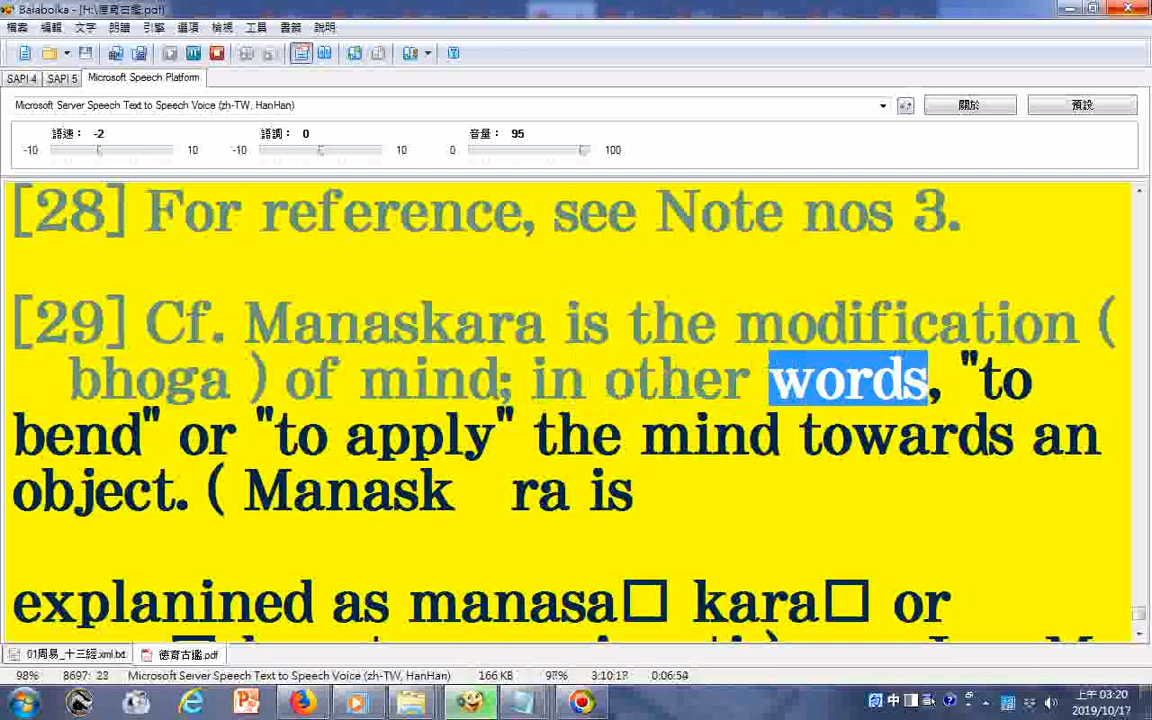 Balabolka - [H:\德育古鑑.pdf]
檔案 編輯 文字 朗讀 引擎 選項 檢視 工具 書籤 說明
SAPI 4 SAPI 5 Microsoft Speech Platform
Microsoft Server Speech Text to Speech Voice (zh-TW, HanHan) 關於 預設
語速： -2 語調： 0 音量： 95
-10 10 -10 10 0 100
[28] For reference, see Note nos 3.
[29] Cf. Manaskara is the modification (
bhoga ) of mind; in other words, "to
bend" or "to apply" the mind towards an
object. ( Manask ra is
explanined as manasa□ kara□ or
01周易_十三經.xml.txt 德育古鑑.pdf
98% 8697: 23 Microsoft Server Speech Text to Speech Voice (zh-TW, HanHan) 166 KB 97% 3:10:17 0:06:54
中 上午 03:20
2019/10/17